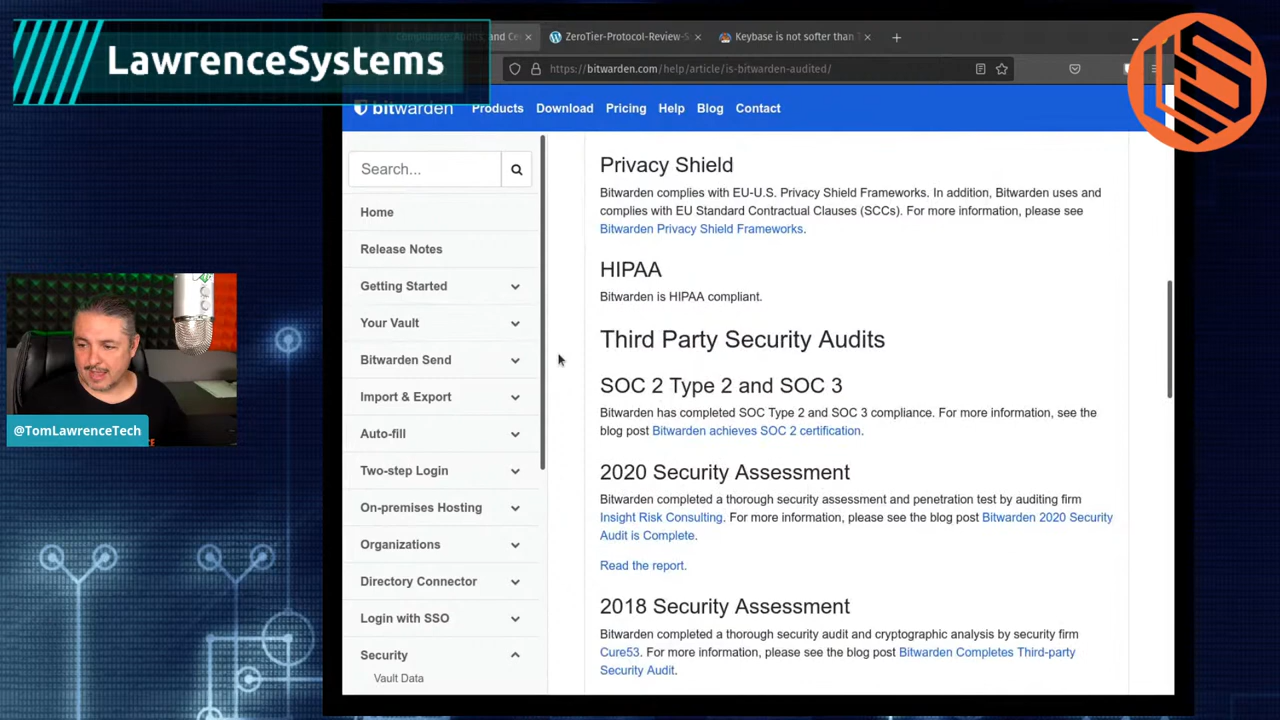 LawrenceSystems
Compliance, Audits, and Ce
ZeroTier-Protocol-Review-S
Keybase is not softer than T
https://bitwarden.com/help/article/is-bitwarden-audited/
bitwarden Products Download Pricing Help Blog Contact
Search...
Home
Release Notes
Getting Started
Your Vault
Bitwarden Send
Import & Export
Auto-fill
Two-step Login
On-premises Hosting
Organizations
Directory Connector
Login with SSO
Security
Vault Data
Privacy Shield
Bitwarden complies with EU-U.S. Privacy Shield Frameworks. In addition, Bitwarden uses and
complies with EU Standard Contractual Clauses (SCCs). For more information, please see
Bitwarden Privacy Shield Frameworks.
HIPAA
Bitwarden is HIPAA compliant.
Third Party Security Audits
SOC 2 Type 2 and SOC 3
Bitwarden has completed SOC Type 2 and SOC 3 compliance. For more information, see the
blog post Bitwarden achieves SOC 2 certification.
2020 Security Assessment
Bitwarden completed a thorough security assessment and penetration test by auditing firm
Insight Risk Consulting. For more information, please see the blog post Bitwarden 2020 Security
Audit is Complete.
Read the report.
2018 Security Assessment
Bitwarden completed a thorough security audit and cryptographic analysis by security firm
Cure53. For more information, please see the blog post Bitwarden Completes Third-party
Security Audit.
@TomLawrenceTech